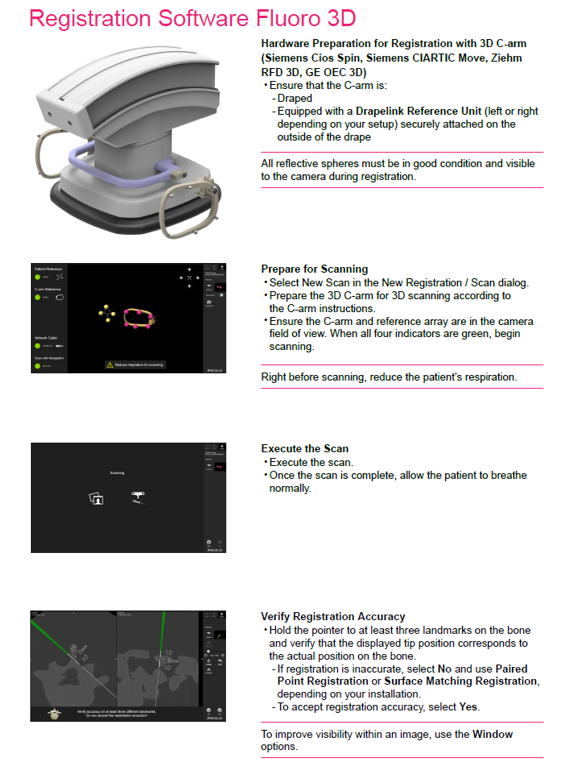 Registration Software Fluoro 3D
Hardware Preparation for Registration with 3D C-arm
(Siemens Cios Spin, Siemens CIARTIC Move, Ziehm
RFD 3D, GE OEC 3D)
• Ensure that the C-arm is:
- Draped
- Equipped with a Drapelink Reference Unit (left or right
depending on your setup) securely attached on the
outside of the drape
All reflective spheres must be in good condition and visible
to the camera during registration.
Patient Reference
C-arm Reference
Network Cable
Scan with Navigation
Reduce respiration for scanning
Prepare for Scanning
• Select New Scan in the New Registration / Scan dialog.
• Prepare the 3D C-arm for 3D scanning according to
the C-arm instructions.
• Ensure the C-arm and reference array are in the camera
field of view. When all four indicators are green, begin
scanning.
Right before scanning, reduce the patient's respiration.
Scanning
Execute the Scan
• Execute the scan.
• Once the scan is complete, allow the patient to breathe
normally.
Verify accuracy on at least three different landmarks.
Do you accept the registration accuracy?
Verify Registration Accuracy
• Hold the pointer to at least three landmarks on the bone
and verify that the displayed tip position corresponds to
the actual position on the bone.
- If registration is inaccurate, select No and use Paired
Point Registration or Surface Matching Registration,
depending on your installation.
- To accept registration accuracy, select Yes.
To improve visibility within an image, use the Window
options.